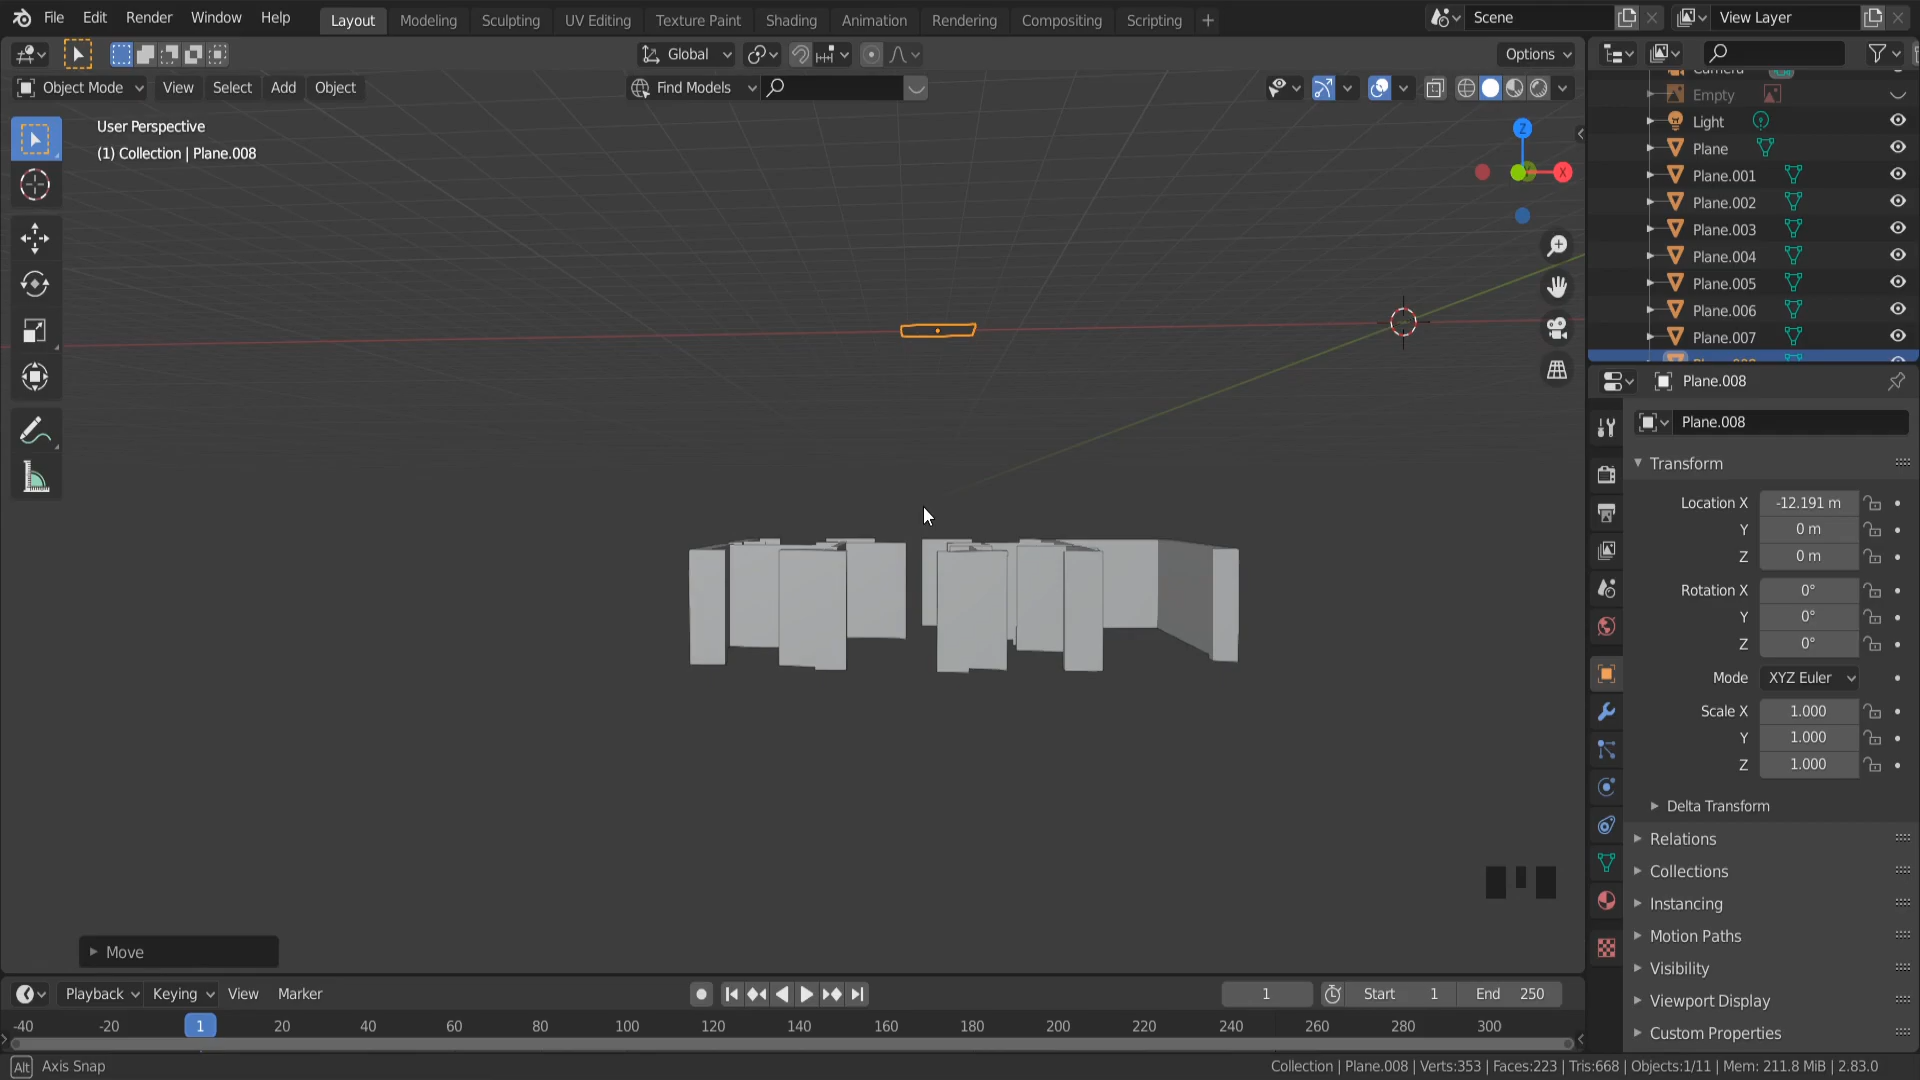 File Edit Render Window Help
Layout Modeling Sculpting UV Editing Texture Paint Shading Animation Rendering Compositing Scripting +
Scene
View Layer
Global
Options
Object Mode View Select Add Object
Find Models
User Perspective
(1) Collection | Plane.008
Z
X
Camera
Empty
Light
Plane
Plane.001
Plane.002
Plane.003
Plane.004
Plane.005
Plane.006
Plane.007
Plane.008
Plane.008
Plane.008
Transform
Location X -12.191 m
Y 0 m
Z 0 m
Rotation X 0°
Y 0°
Z 0°
Mode XYZ Euler
Scale X 1.000
Y 1.000
Z 1.000
Delta Transform
Relations
Collections
Instancing
Motion Paths
Visibility
Viewport Display
Custom Properties
Move
Playback Keying View Marker
1 Start 1 End 250
-40 -20 1 20 40 60 80 100 120 140 160 180 200 220 240 260 280 300
Alt Axis Snap
Collection | Plane.008 | Verts:353 | Faces:223 | Tris:668 | Objects:1/11 | Mem: 211.8 MiB | 2.83.0